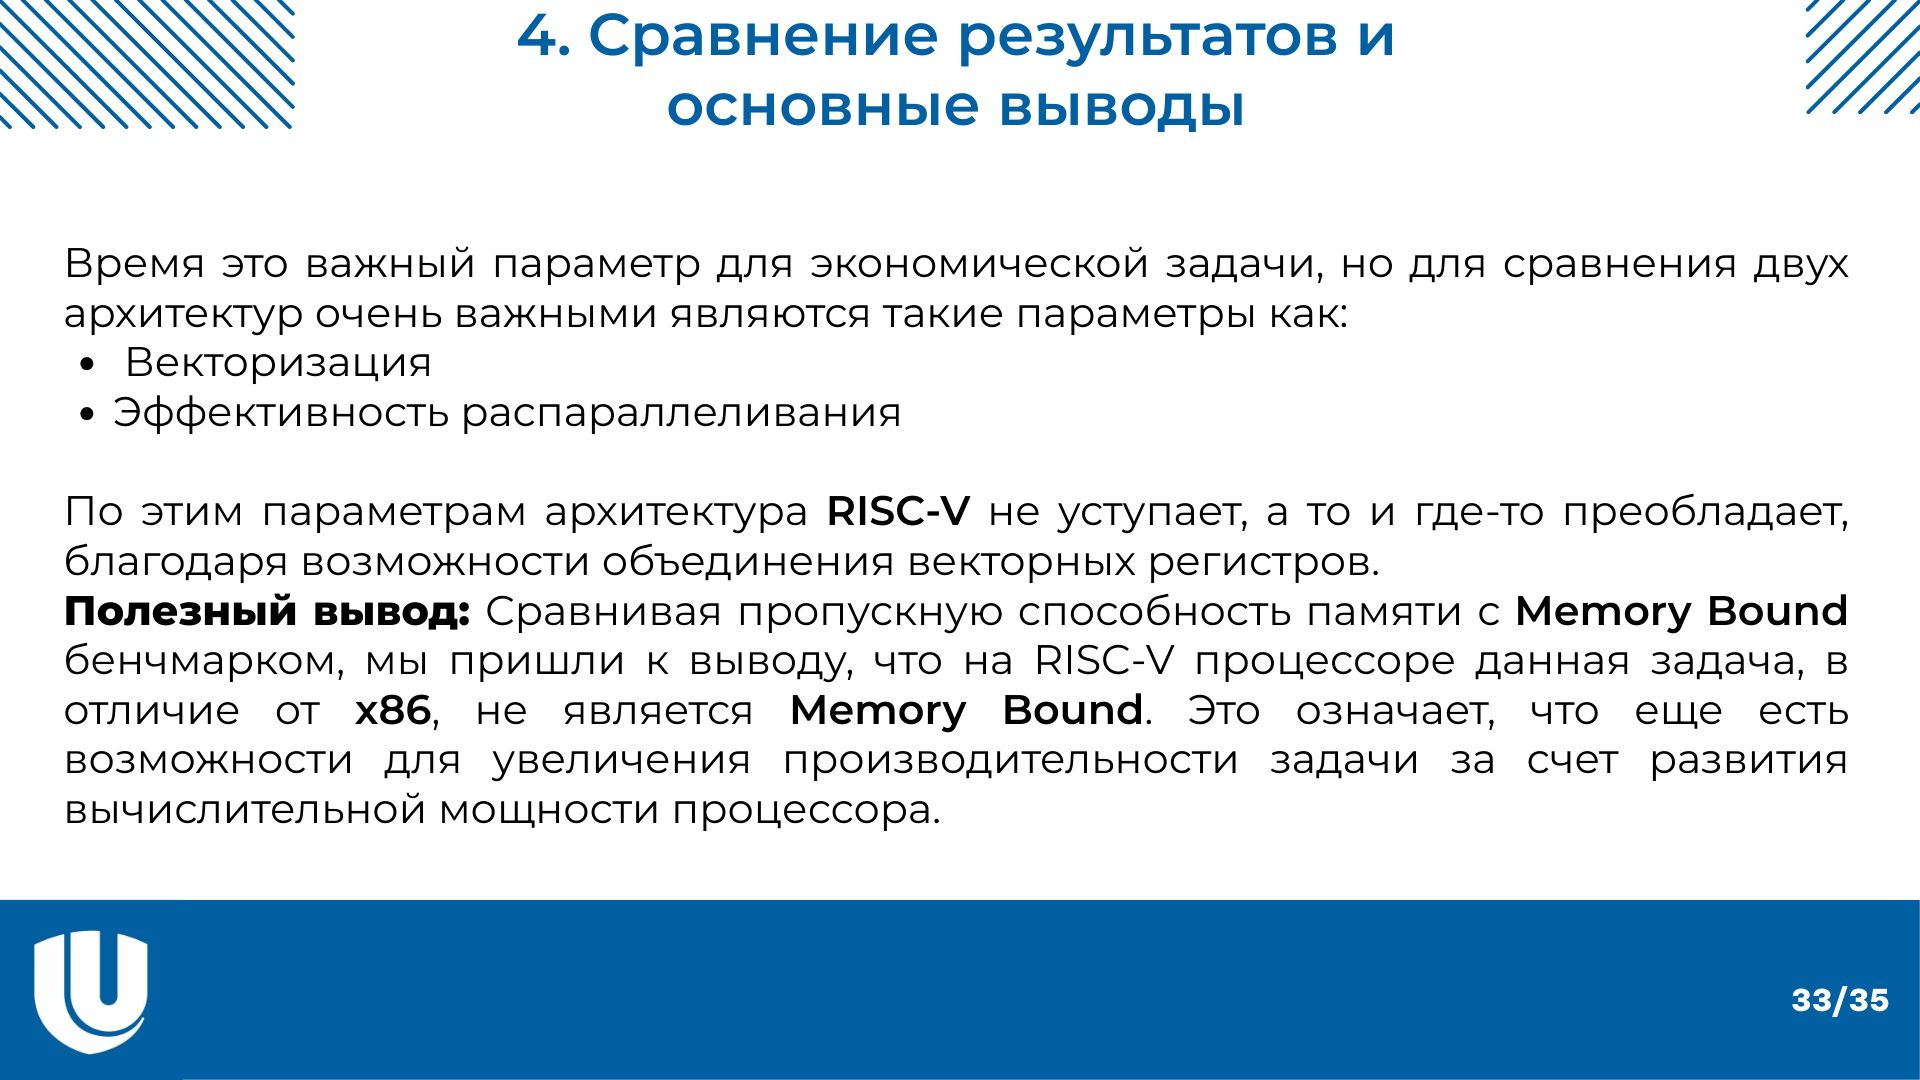 4. Сравнение результатов и
основные выводы
Время это важный параметр для экономической задачи, но для сравнения двух
архитектур очень важными являются такие параметры как:
• Векторизация
• Эффективность распараллеливания
По этим параметрам архитектура RISC-V не уступает, а то и где-то преобладает,
благодаря возможности объединения векторных регистров.
Полезный вывод: Сравнивая пропускную способность памяти с Memory Bound
бенчмарком, мы пришли к выводу, что на RISC-V процессоре данная задача, в
отличие от x86, не является Memory Bound. Это означает, что еще есть
возможности для увеличения производительности задачи за счет развития
вычислительной мощности процессора.
33/35